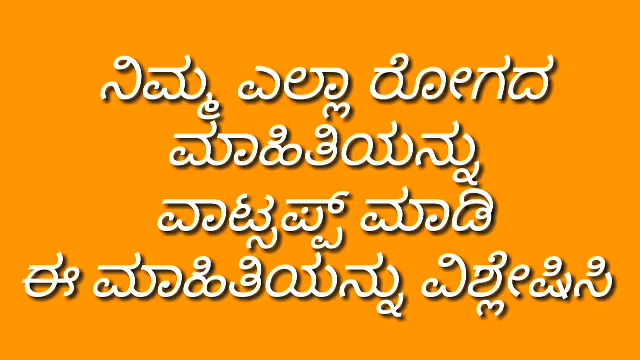 ನಿಮ್ಮ ಎಲ್ಲಾ ರೋಗದ
ಮಾಹಿತಿಯನ್ನು
ವಾಟ್ಸಪ್ಪ್ ಮಾಡಿ
ಈ ಮಾಹಿತಿಯನ್ನು ವಿಶ್ಲೇಷಿಸಿ